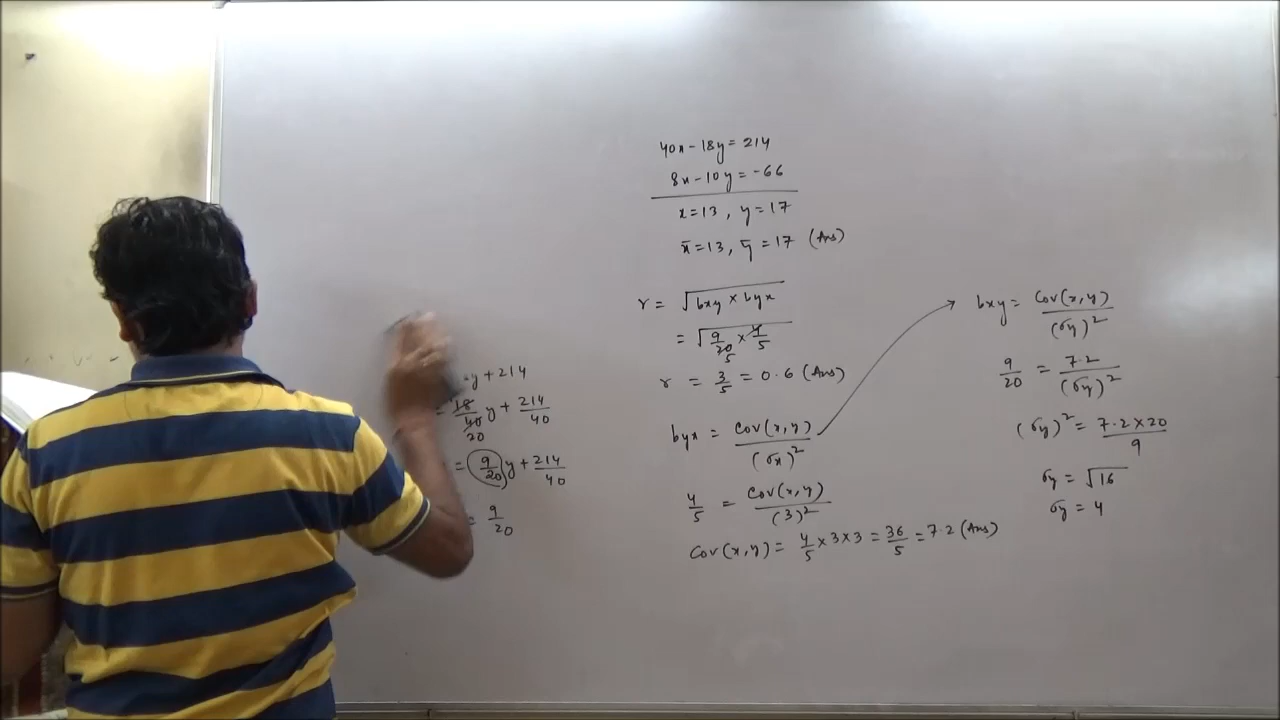 y + 214
= 18/40 y + 214/40
20
= 9/20 y + 214/40
= 9/20
40x - 18y = 214
8x - 10y = -66
x = 13, y = 17
x̄ = 13, ȳ = 17 (Ans)
r = √bxy × byx
= √9/20 × 4/5
5
r = 3/5 = 0.6 (Ans)
byx = Cov(x,y)/(σx)²
4/5 = Cov(x,y)/(3)²
Cov(x,y) = 4/5 × 3 × 3 = 36/5 = 7.2 (Ans)
bxy = Cov(x,y)/(σy)²
9/20 = 7.2/(σy)²
(σy)² = 7.2 × 20/9
σy = √16
σy = 4